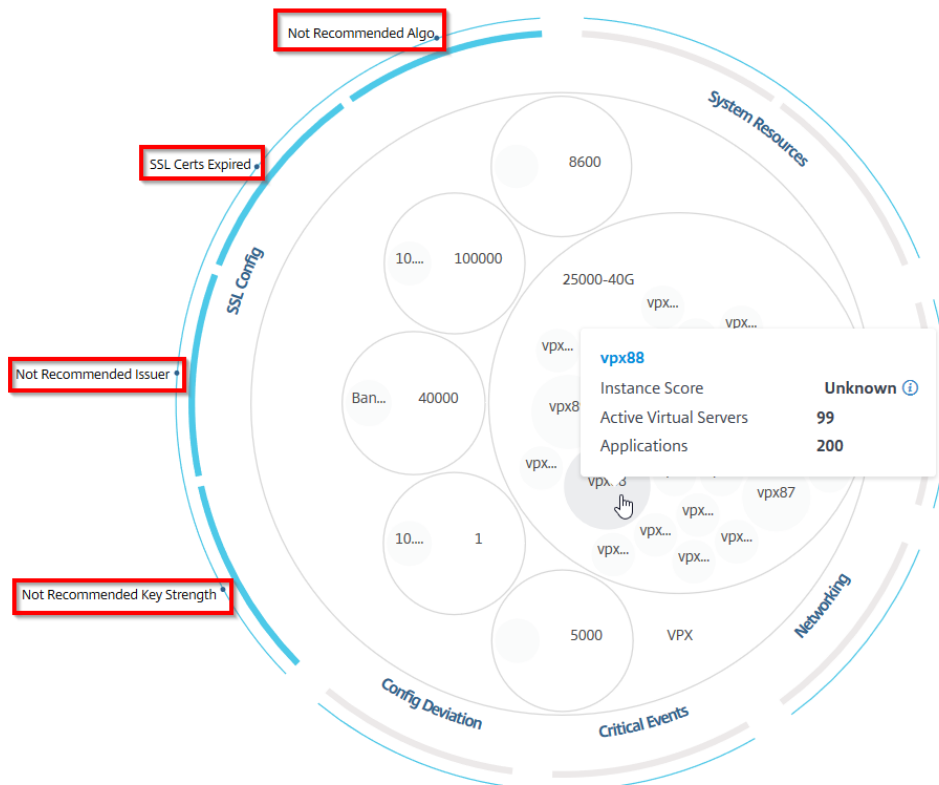 Not Recommended Algo
System Resources
SSL Certs Expired
8600
10.... 100000
SSL Config
25000-40G
vpx...
vpx...
vpx...
vpx88
Instance Score Unknown
Active Virtual Servers 99
Applications 200
Not Recommended Issuer
Ban... 40000
vpx8
vpx...
vpx87
vpx...
10.... 1
vpx...
vpx...
vpx...
vpx...
Not Recommended Key Strength
Networking
5000 VPX
Config Deviation
Critical Events